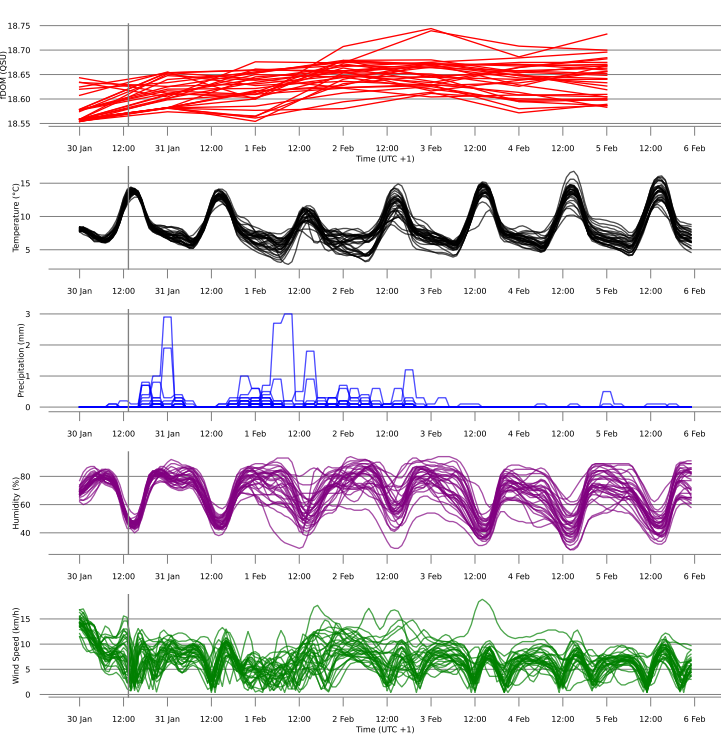 18.75
18.70
18.65
18.60
18.55
fDOM (QSU)
30 Jan 12:00 31 Jan 12:00 1 Feb 12:00 2 Feb 12:00 3 Feb 12:00 4 Feb 12:00 5 Feb 12:00 6 Feb
Time (UTC +1)
15
10
5
Temperature (°C)
30 Jan 12:00 31 Jan 12:00 1 Feb 12:00 2 Feb 12:00 3 Feb 12:00 4 Feb 12:00 5 Feb 12:00 6 Feb
3
2
1
0
Precipitation (mm)
30 Jan 12:00 31 Jan 12:00 1 Feb 12:00 2 Feb 12:00 3 Feb 12:00 4 Feb 12:00 5 Feb 12:00 6 Feb
80
60
40
Humidity (%)
30 Jan 12:00 31 Jan 12:00 1 Feb 12:00 2 Feb 12:00 3 Feb 12:00 4 Feb 12:00 5 Feb 12:00 6 Feb
15
10
5
0
Wind Speed (km/h)
30 Jan 12:00 31 Jan 12:00 1 Feb 12:00 2 Feb 12:00 3 Feb 12:00 4 Feb 12:00 5 Feb 12:00 6 Feb
Time (UTC +1)